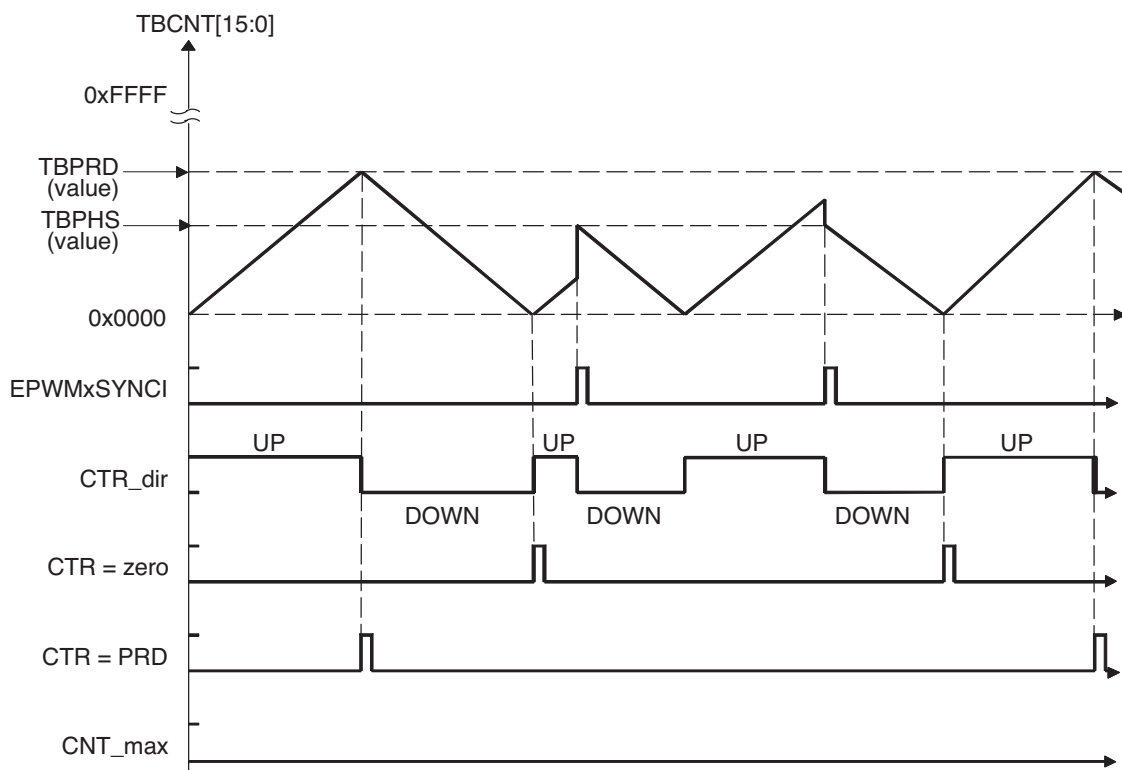 TBCNT[15:0]
0xFFFF
TBPRD
(value)
TBPHS
(value)
0x0000
EPWMxSYNCI
UP
UP
UP
UP
CTR_dir
DOWN
DOWN
DOWN
CTR = zero
CTR = PRD
CNT_max